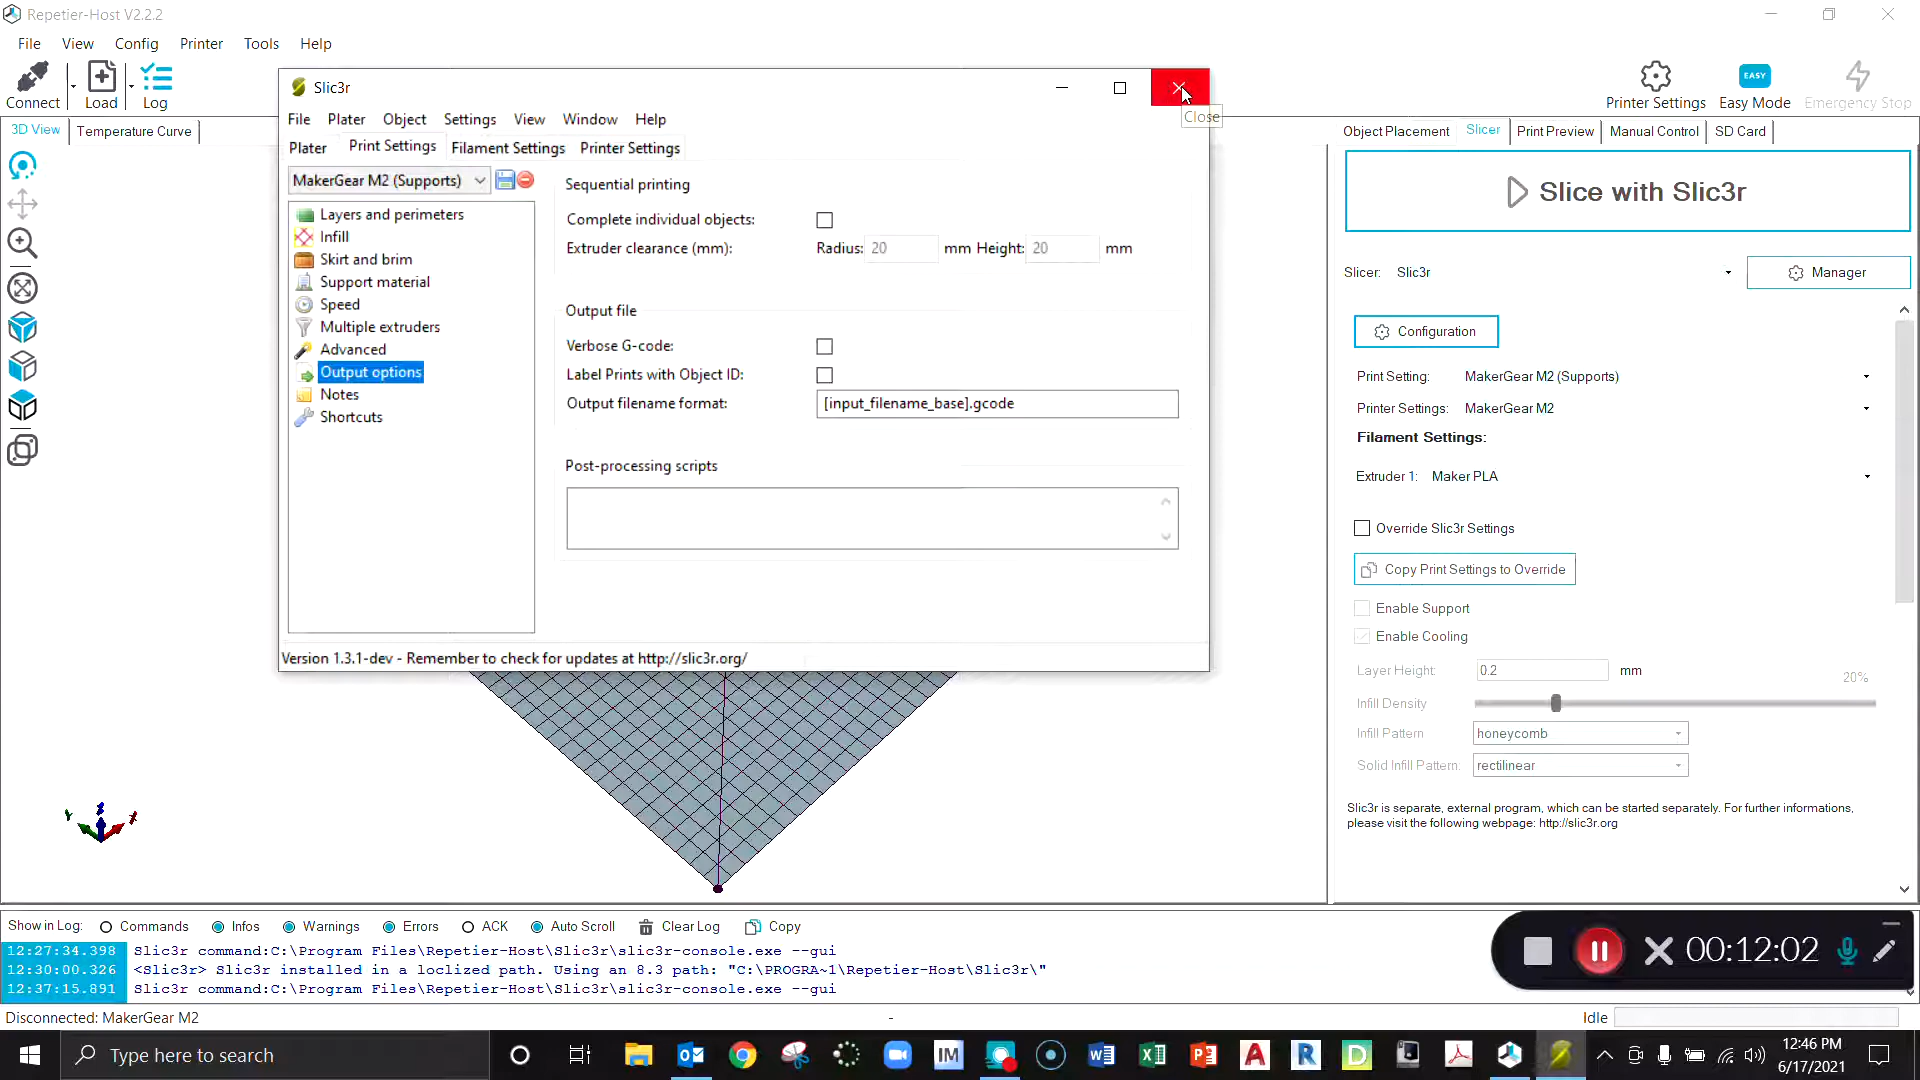 Repetier-Host V2.2.2
File View Config Printer Tools Help
Connect Load Log
Printer Settings EASY Easy Mode Emergency Stop
3D View Temperature Curve
Slic3r
Close
File Plater Object Settings View Window Help
Plater Print Settings Filament Settings Printer Settings
MakerGear M2 (Supports)
Layers and perimeters
Infill
Skirt and brim
Support material
Speed
Multiple extruders
Advanced
Output options
Notes
Shortcuts
Sequential printing
Complete individual objects:
Extruder clearance (mm): Radius: 20 mm Height: 20 mm
Output file
Verbose G-code:
Label Prints with Object ID:
Output filename format: [input_filename_base].gcode
Post-processing scripts
Version 1.3.1-dev - Remember to check for updates at http://slic3r.org/
Object Placement Slicer Print Preview Manual Control SD Card
Slice with Slic3r
Slicer: Slic3r Manager
Configuration
Print Setting: MakerGear M2 (Supports)
Printer Settings: MakerGear M2
Filament Settings:
Extruder 1: Maker PLA
Override Slic3r Settings
Copy Print Settings to Override
Enable Support
Enable Cooling
Layer Height: 0.2 mm
20%
Infill Density
Infill Pattern honeycomb
Solid Infill Pattern: rectilinear
Slic3r is separate, external program, which can be started separately. For further informations,
please visit the following webpage: http://slic3r.org
Show in Log: Commands Infos Warnings Errors ACK Auto Scroll Clear Log Copy
12:27:34.398 Slic3r command:C:\Program Files\Repetier-Host\Slic3r\slic3r-console.exe --gui
12:30:00.326 <Slic3r> Slic3r installed in a loclized path. Using an 8.3 path: "C:\PROGRA~1\Repetier-Host\Slic3r\"
12:37:15.891 Slic3r command:C:\Program Files\Repetier-Host\Slic3r\slic3r-console.exe --gui
00:12:02
Disconnected: MakerGear M2 - Idle
Type here to search
IM
12:46 PM
6/17/2021